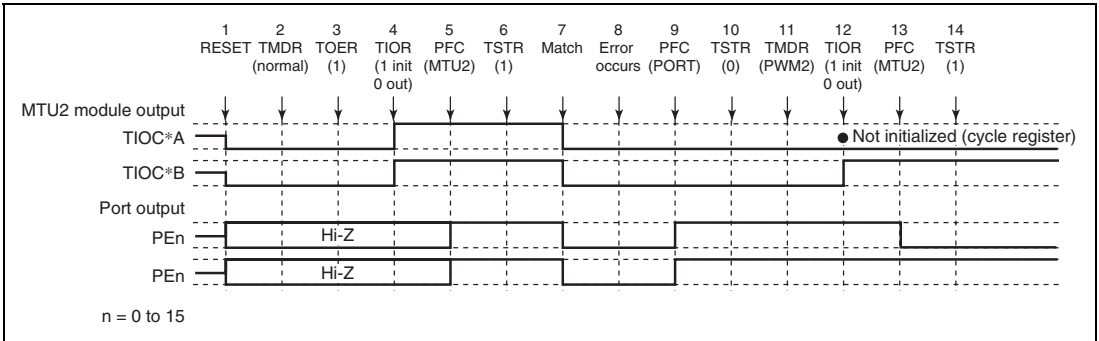 1 2 3 4 5 6 7 8 9 10 11 12 13 14
RESET TMDR TOER TIOR PFC TSTR Match Error PFC TSTR TMDR TIOR PFC TSTR
(normal) (1) (1 init (MTU2) (1) occurs (PORT) (0) (PWM2) (1 init (MTU2) (1)
0 out) 0 out)
MTU2 module output
TIOC*A
● Not initialized (cycle register)
TIOC*B
Port output
PEn
Hi-Z
PEn
Hi-Z
n = 0 to 15